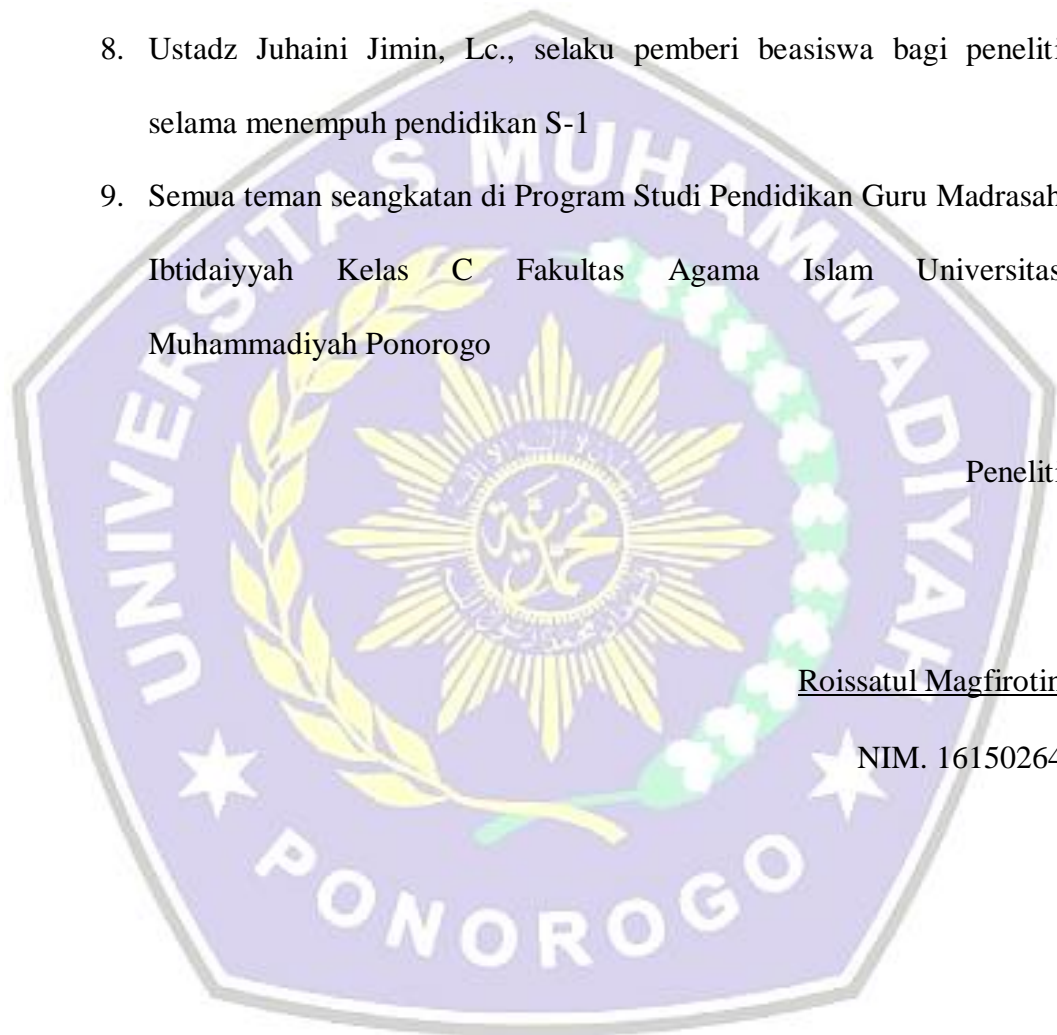 8. Ustadz Juhaini Jimin, Lc., selaku pemberi beasiswa bagi peneliti
selama menempuh pendidikan S-1
9. Semua teman seangkatan di Program Studi Pendidikan Guru Madrasah
Ibtidaiyyah Kelas C Fakultas Agama Islam Universitas
Muhammadiyah Ponorogo
Peneliti
Roissatul Magfirotin
NIM. 16150264
UNIVERSITAS MUHAMMADIYAH
PONOROGO
محمدية